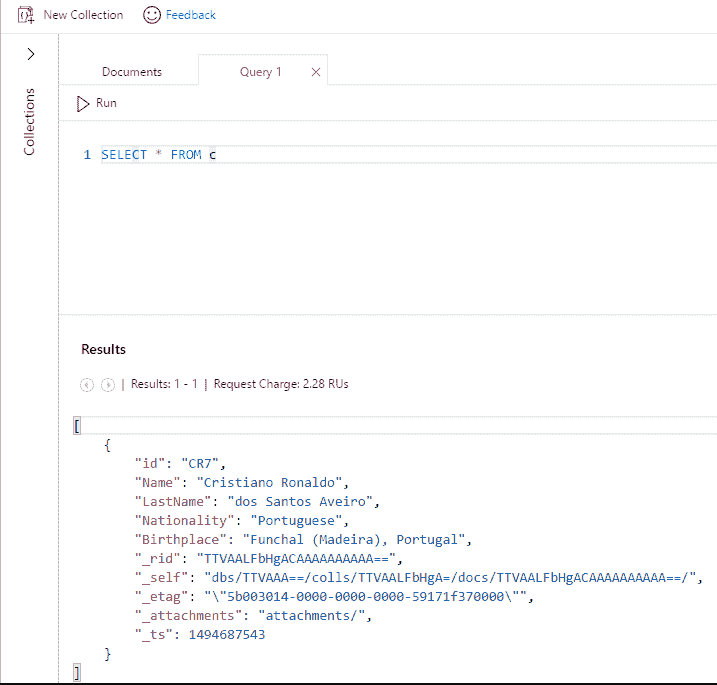 New Collection Feedback
Collections
Documents Query 1
Run
1 SELECT * FROM c
Results
| Results: 1 - 1 | Request Charge: 2.28 RUs
[
{
"id": "CR7",
"Name": "Cristiano Ronaldo",
"LastName": "dos Santos Aveiro",
"Nationality": "Portuguese",
"Birthplace": "Funchal (Madeira), Portugal",
"_rid": "TTVAALFbHgACAAAAAAAAAA==",
"_self": "dbs/TTVAAA==/colls/TTVAALFbHgA=/docs/TTVAALFbHgACAAAAAAAAAA==/",
"_etag": "\"5b003014-0000-0000-0000-59171f370000\"",
"_attachments": "attachments/",
"_ts": 1494687543
}
]